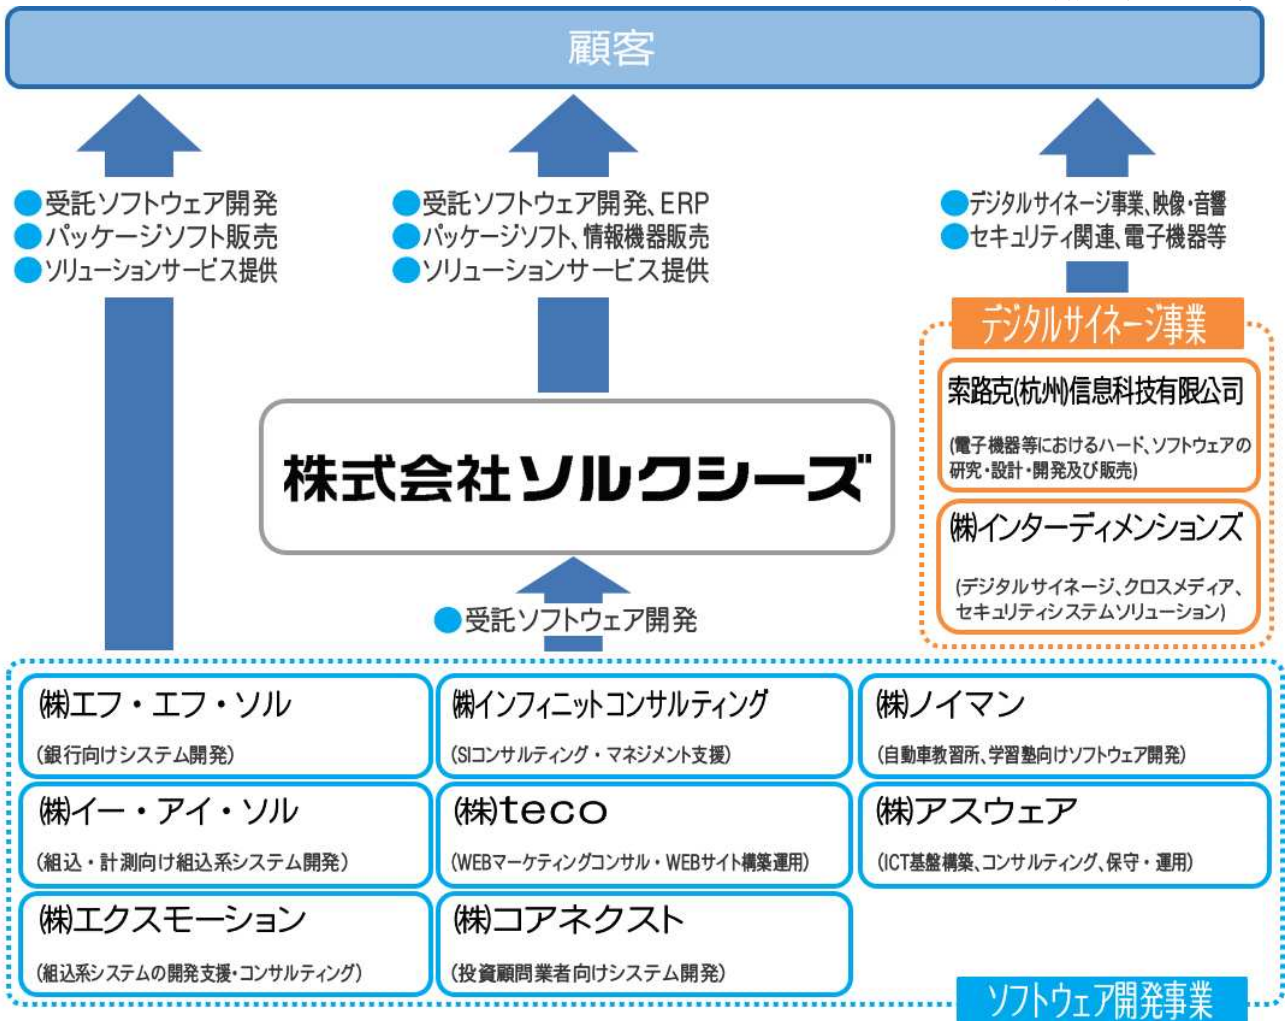 顧客
●受託ソフトウェア開発
●パッケージソフト販売
●ソリューションサービス提供
●受託ソフトウェア開発、ERP
●パッケージソフト、情報機器販売
●ソリューションサービス提供
●デジタルサイネージ事業、映像・音響
●セキュリティ関連、電子機器等
デジタルサイネージ事業
索路克(杭州)信息科技有限公司
(電子機器等におけるハード、ソフトウェアの
研究・設計・開発及び販売)
㈱インターディメンションズ
(デジタルサイネージ、クロスメディア、
セキュリティシステムソリューション)
株式会社ソルクシーズ
●受託ソフトウェア開発
㈱エフ・エフ・ソル
(銀行向けシステム開発)
㈱インフィニットコンサルティング
(SIコンサルティング・マネジメント支援)
㈱ノイマン
(自動車教習所、学習塾向けソフトウェア開発)
㈱イー・アイ・ソル
(組込・計測向け組込系システム開発)
㈱teco
(WEBマーケティングコンサル・WEBサイト構築運用)
㈱アスウェア
(ICT基盤構築、コンサルティング、保守・運用)
㈱エクスモーション
(組込系システムの開発支援・コンサルティング)
㈱コアネクスト
(投資顧問業者向けシステム開発)
ソフトウェア開発事業